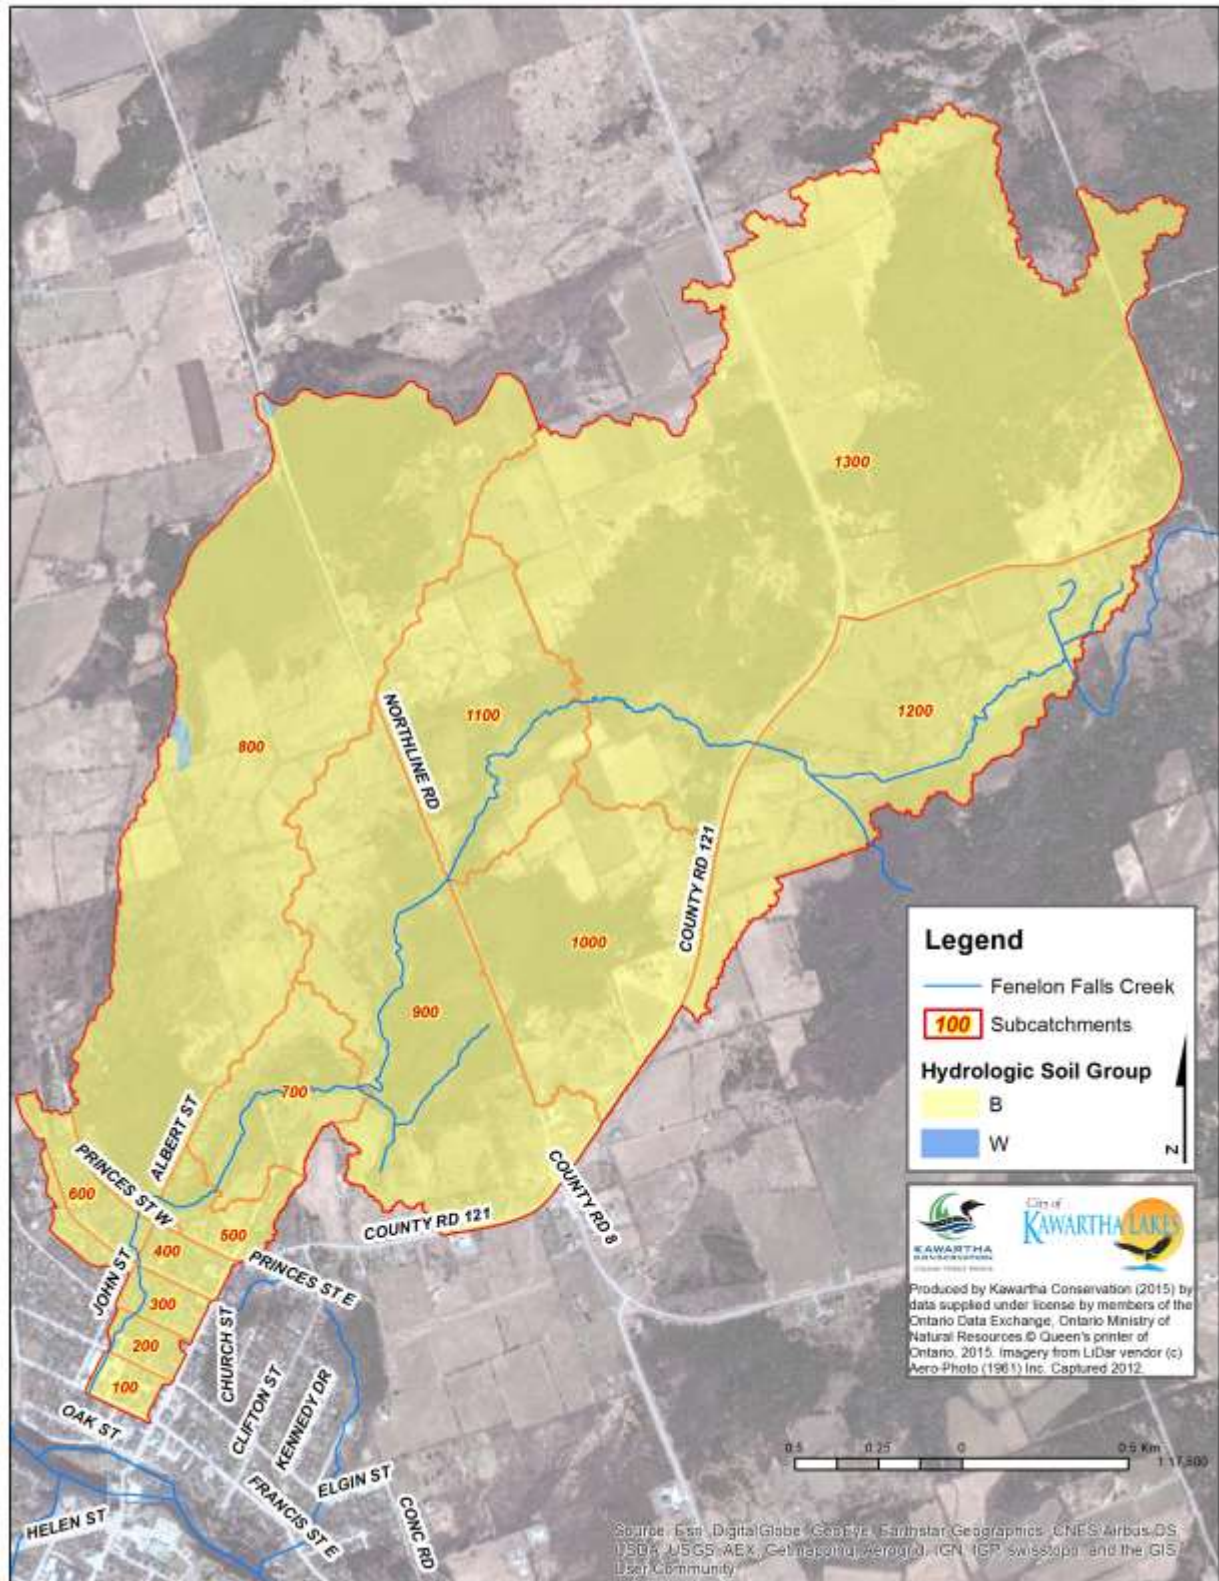 1300
1200
1100
NORTHLINE RD
800
COUNTY RD 121
1000
900
700
ALBERT ST
PRINCES ST W
600
500
400
COUNTY RD 121
COUNTY RD 8
PRINCES ST E
JOHN ST
300
200
100
CHURCH ST
CLIFTON ST
KENNEDY DR
OAK ST
ELGIN ST
FRANCIS ST E
CONC RD
HELEN ST
Legend
Fenelon Falls Creek
100 Subcatchments
Hydrologic Soil Group
B
W
N
KAWARTHA
CONSERVATION
City of
KAWARTHA LAKES
Produced by Kawartha Conservation (2015) by
data supplied under license by members of the
Ontario Data Exchange, Ontario Ministry of
Natural Resources © Queen's printer of
Ontario, 2015. Imagery from LiDar vendor (c)
Aero-Photo (1961) Inc. Captured 2012.
0.5 0.25 0 0.5 Km
1:17,500
Source: Esri, DigitalGlobe, GeoEye, Earthstar Geographics, CNES/Airbus DS,
USDA, USGS, AEX, Getmapping, Aerogrid, IGN, IGP, swisstopo, and the GIS
User Community